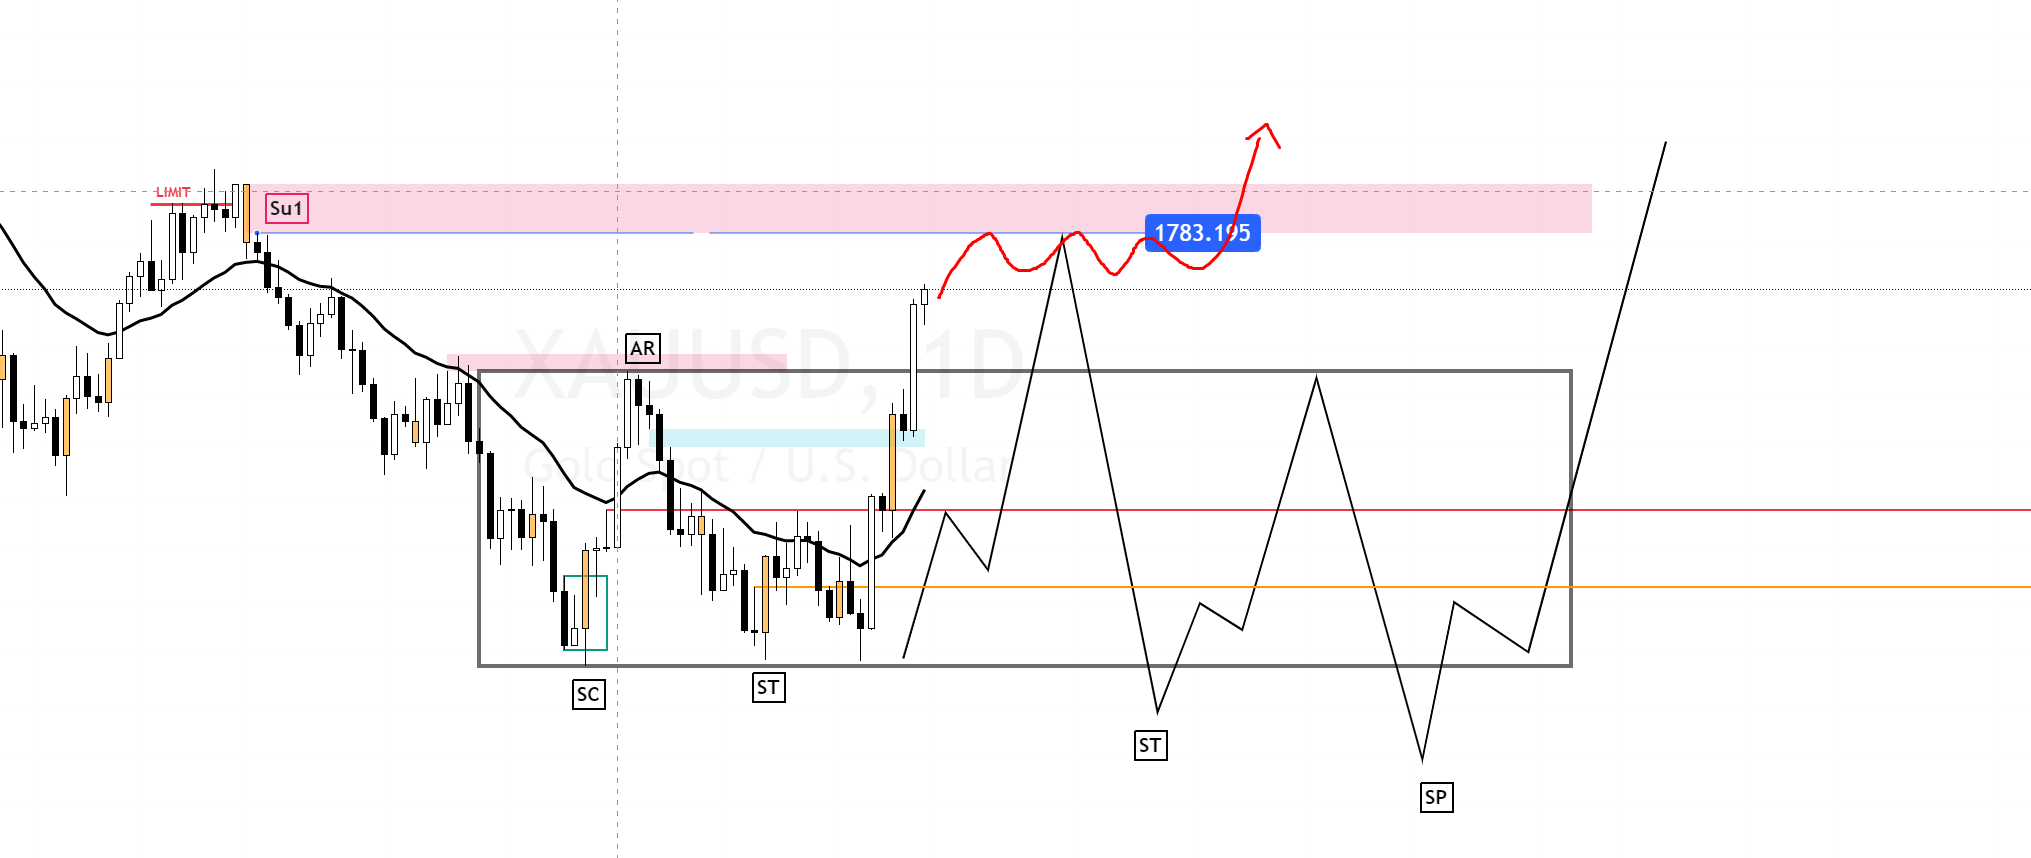 LIMIT
Su1
1783.195
XAUUSD, 1D
AR
Gold Spot / U.S. Dollar
SC
ST
ST
SP